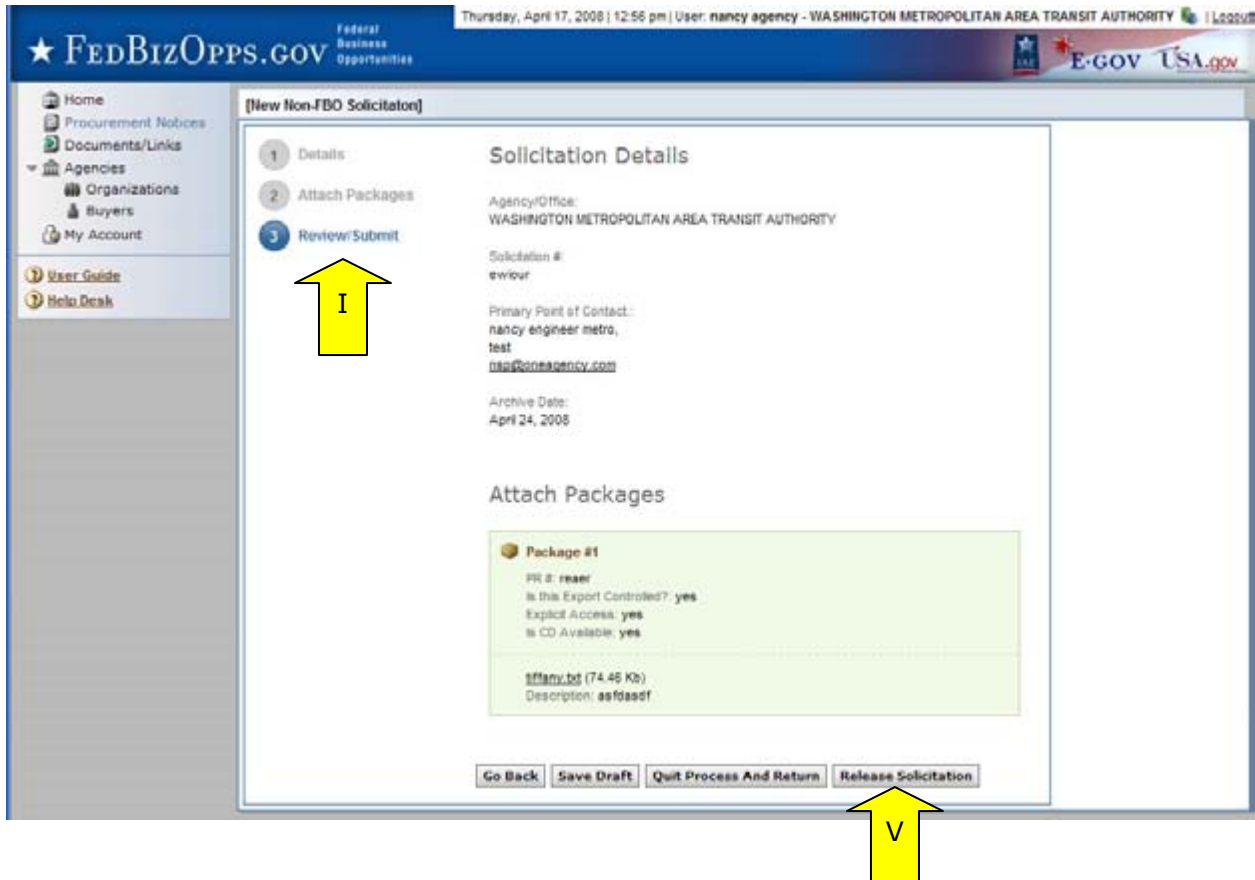 Thursday, April 17, 2008 | 12:56 pm | User: nancy agency - WASHINGTON METROPOLITAN AREA TRANSIT AUTHORITY | Logout
★ FEDBIZOPPS.GOV
Federal
Business
Opportunities
IAE
E-GOV
USA.gov
Home
Procurement Notices
Documents/Links
Agencies
Organizations
Buyers
My Account
User Guide
Help Desk
[New Non-FBO Solicitaton]
1 Details
2 Attach Packages
3 Review/Submit
I
Solicitation Details
Agency/Office:
WASHINGTON METROPOLITAN AREA TRANSIT AUTHORITY
Solicitation #:
ewiour
Primary Point of Contact.:
nancy engineer metro,
test
Archive Date:
April 24, 2008
Attach Packages
Package #1
PR #: reaer
Is this Export Controlled?: yes
Explicit Access: yes
Is CD Available: yes
tiffany.txt (74.46 Kb)
Description: asfdasdf
Go Back
Save Draft
Quit Process And Return
Release Solicitation
V